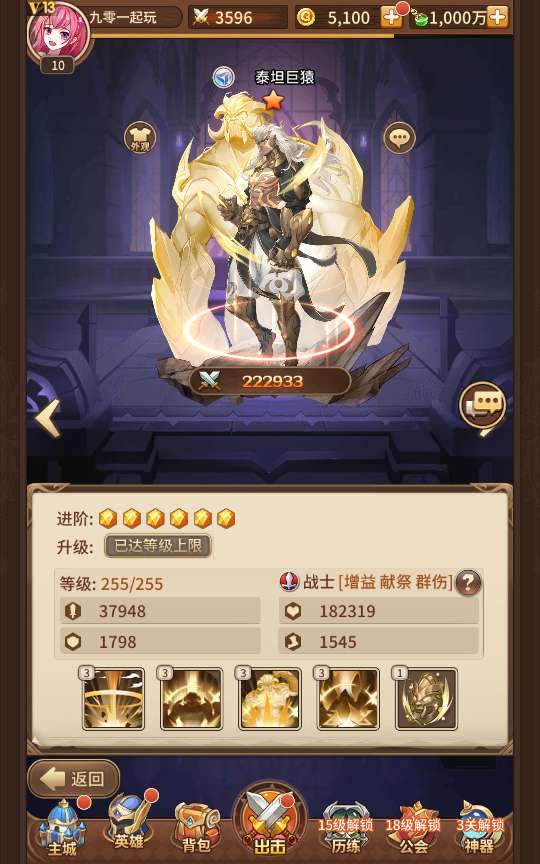 V13
九零一起玩
3596
5,100
1,000万
10
泰坦巨猿
外观
222933
进阶:
升级: 已达等级上限
等级: 255/255
战士 [增益 献祭 群伤]
?
37948
182319
1798
1545
3 3 3 3 1
返回
主城
英雄
背包
出击
15级解锁
历练
18级解锁
公会
3关解锁
神器